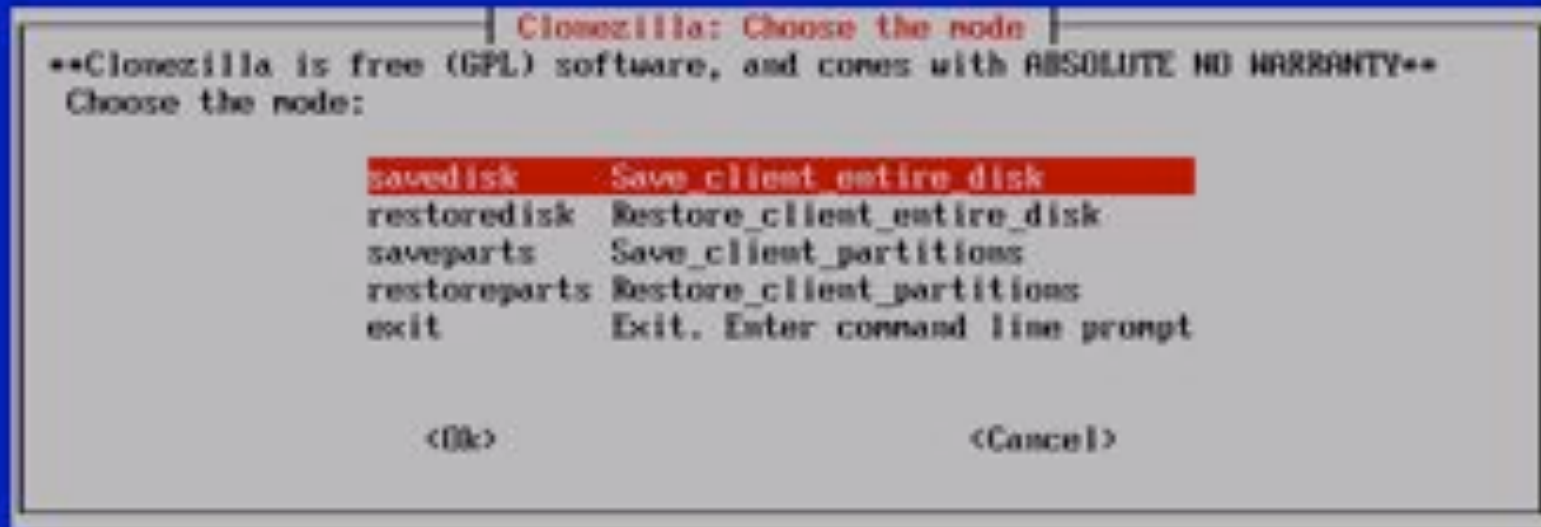 Clonezilla: Choose the mode
**Clonezilla is free (GPL) software, and comes with ABSOLUTE NO WARRANTY**
Choose the mode:
savedisk Save_client_entire_disk
restoredisk Restore_client_entire_disk
saveparts Save_client_partitions
restoreparts Restore_client_partitions
exit Exit. Enter command line prompt
<Ok> <Cancel>